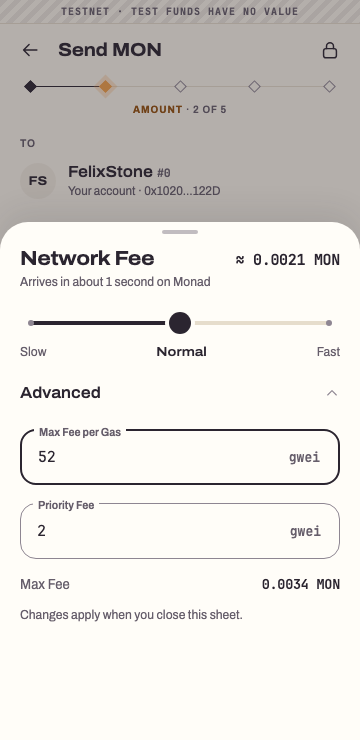 TESTNET · TEST FUNDS HAVE NO VALUE
Send MON
AMOUNT · 2 OF 5
TO
FS
FelixStone #0
Your account · 0x1020...122D
Network Fee
≈ 0.0021 MON
Arrives in about 1 second on Monad
Slow
Normal
Fast
Advanced
Max Fee per Gas
52
gwei
Priority Fee
2
gwei
Max Fee
0.0034 MON
Changes apply when you close this sheet.